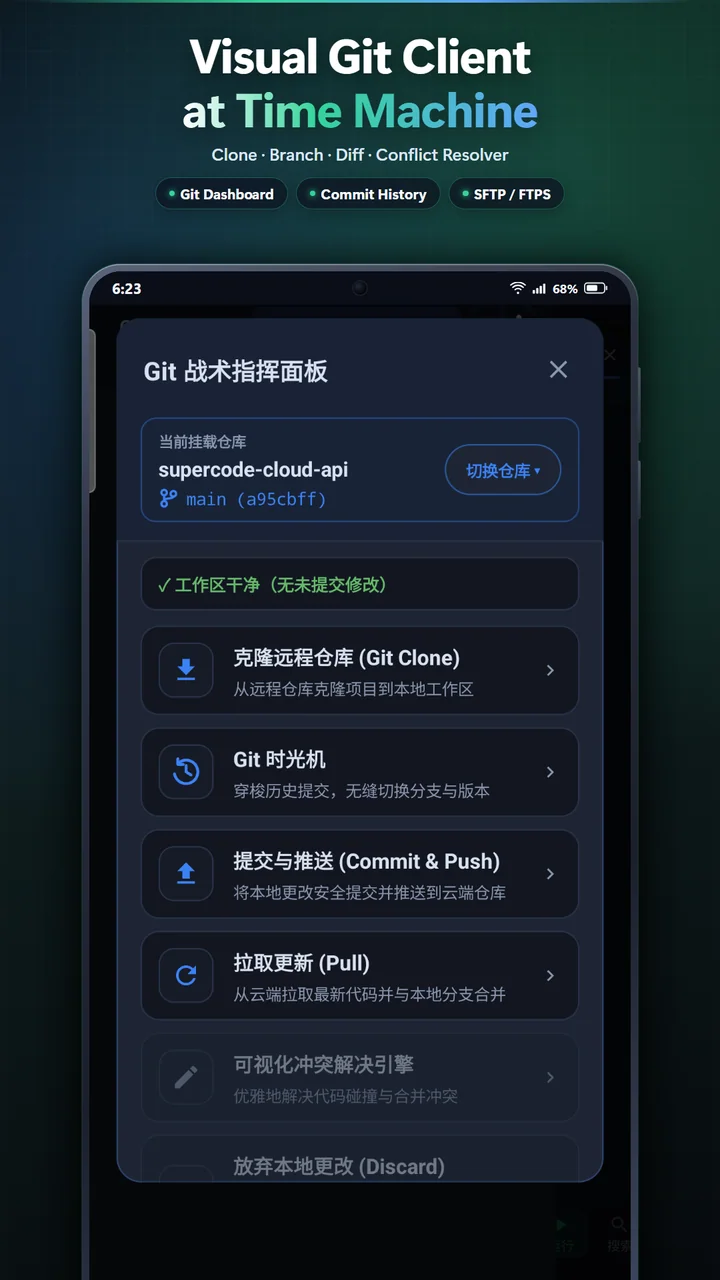 Visual Git Client
at Time Machine
Clone · Branch · Diff · Conflict Resolver
Git Dashboard
Commit History
SFTP / FTPS
6:23
68%
Git 战术指挥面板
当前挂载仓库
supercode-cloud-api
main (a95cbff)
切换仓库 ▾
✓ 工作区干净（无未提交修改）
克隆远程仓库 (Git Clone)
从远程仓库克隆项目到本地工作区
Git 时光机
穿梭历史提交，无缝切换分支与版本
提交与推送 (Commit & Push)
将本地更改安全提交并推送到云端仓库
拉取更新 (Pull)
从云端拉取最新代码并与本地分支合并
可视化冲突解决引擎
优雅地解决代码碰撞与合并冲突
放弃本地更改 (Discard)